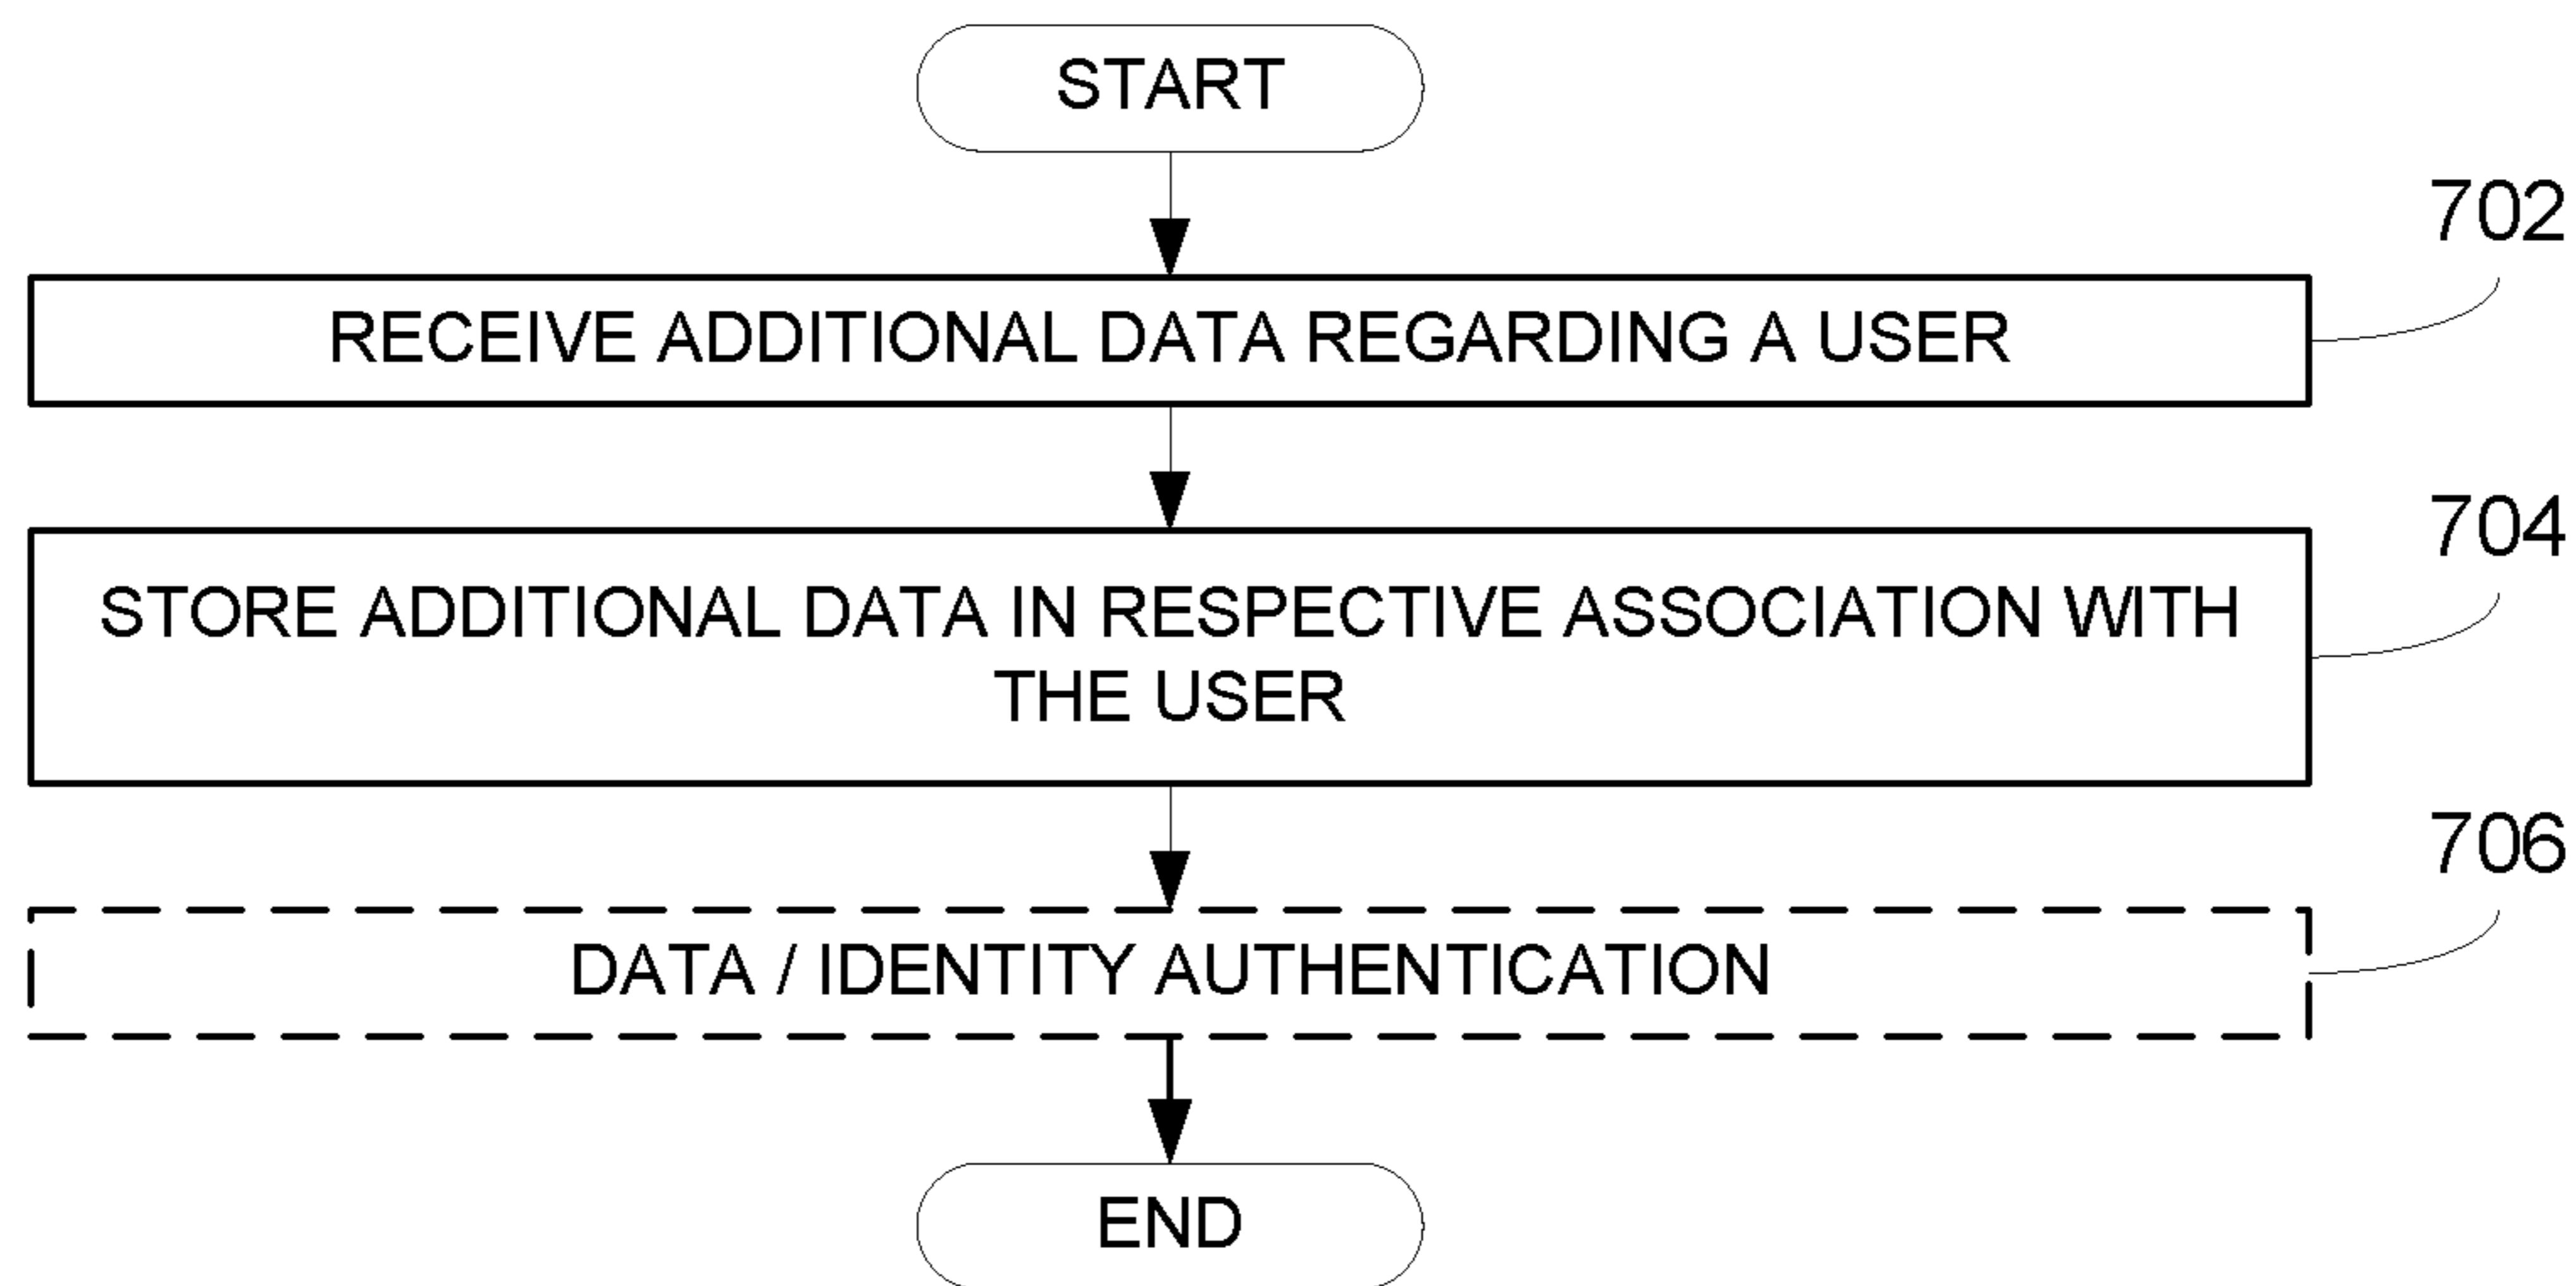 START
702
RECEIVE ADDITIONAL DATA REGARDING A USER
704
STORE ADDITIONAL DATA IN RESPECTIVE ASSOCIATION WITH
THE USER
706
DATA / IDENTITY AUTHENTICATION
END